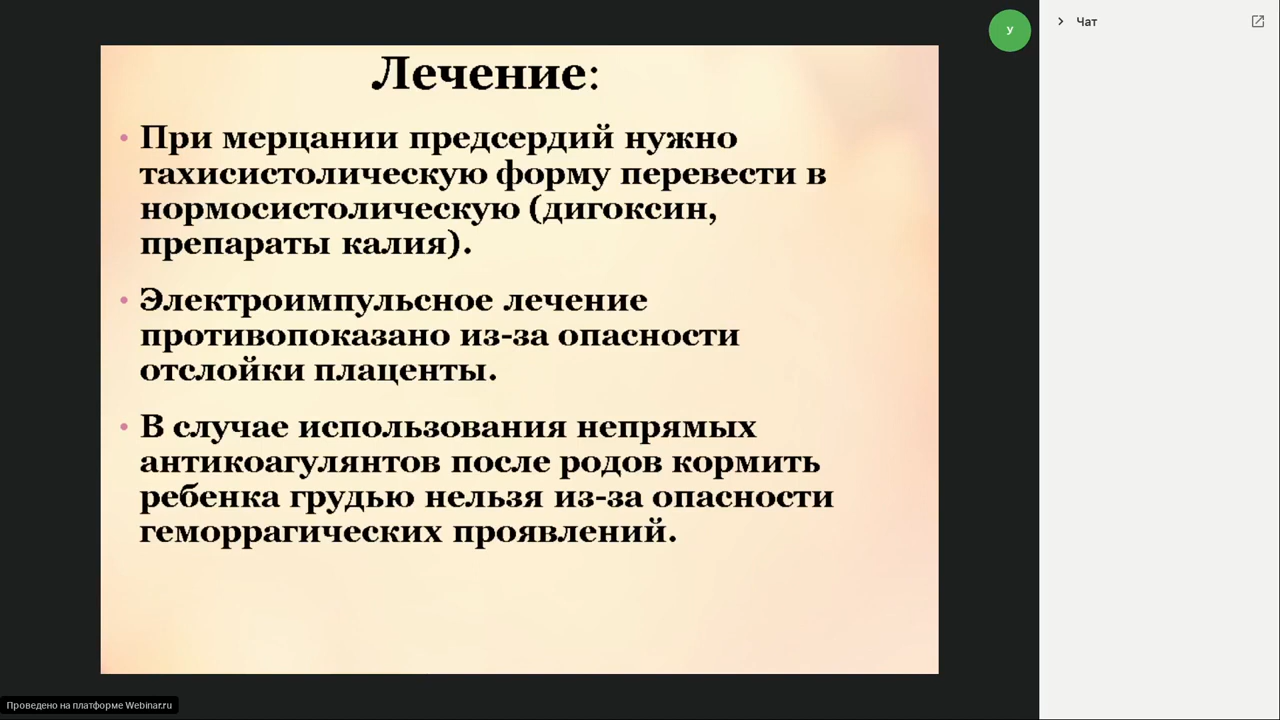 Лечение:
• При мерцании предсердий нужно
тахисистолическую форму перевести в
нормосистолическую (дигоксин,
препараты калия).
• Электроимпульсное лечение
противопоказано из-за опасности
отслойки плаценты.
• В случае использования непрямых
антикоагулянтов после родов кормить
ребенка грудью нельзя из-за опасности
геморрагических проявлений.
У
Чат
Проведено на платформе Webinar.ru